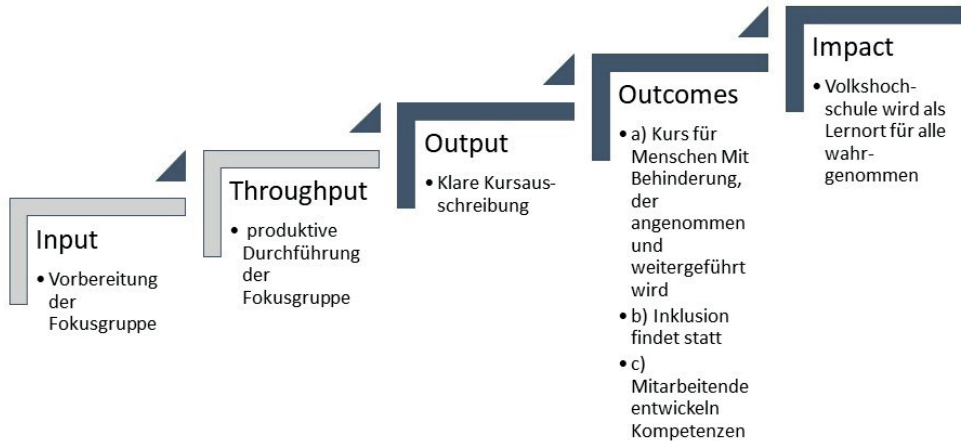 Input
• Vorbereitung
der
Fokusgruppe
Throughput
• produktive
Durchführung
der
Fokusgruppe
Output
• Klare Kursaus-
schreibung
Outcomes
• a) Kurs für
Menschen Mit
Behinderung,
der
angenommen
und
weitergeführt
wird
• b) Inklusion
findet statt
• c)
Mitarbeitende
entwickeln
Kompetenzen
Impact
• Volkshoch-
schule wird als
Lernort für alle
wahr-
genommen